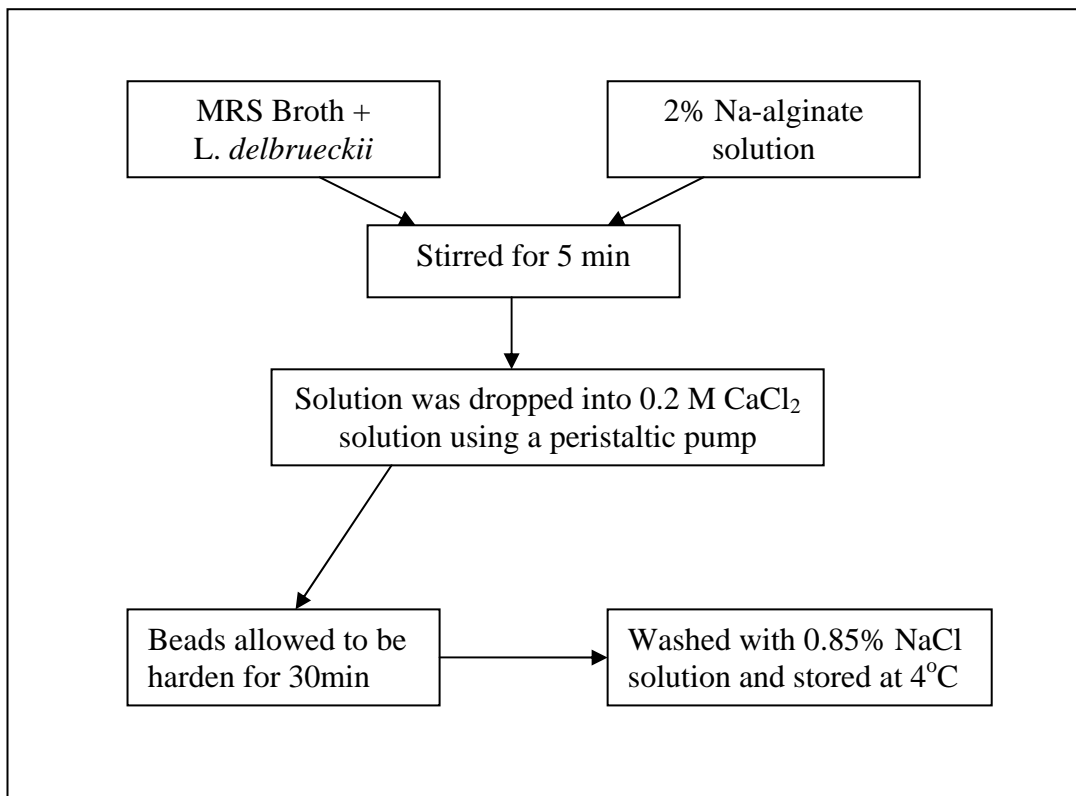 MRS Broth +
L. delbrueckii
2% Na-alginate
solution
Stirred for 5 min
Solution was dropped into 0.2 M CaCl₂
solution using a peristaltic pump
Beads allowed to be
harden for 30min
Washed with 0.85% NaCl
solution and stored at 4°C